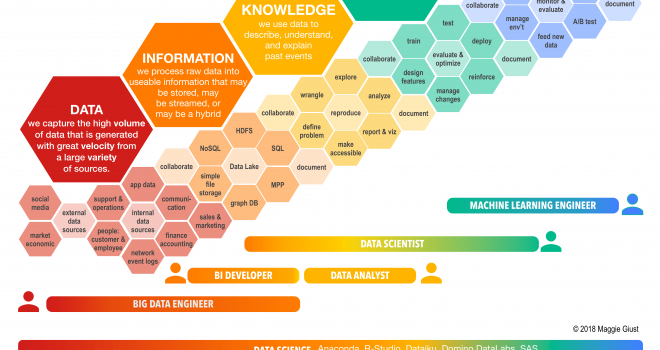 KNOWLEDGE
we use data to
describe, understand,
and explain
past events
INFORMATION
we process raw data into
useable information that may
be stored, may
be streamed, or
may be a hybrid
DATA
we capture the high volume
of data that is generated
with great velocity from
a large variety
of sources.
collaborate
manage
env't
monitor &
evaluate
feed new
data
A/B test
document
test
train
deploy
collaborate
evaluate &
optimize
document
design
features
reinforce
manage
changes
explore
wrangle
analyze
collaborate
reproduce
document
define
problem
report & viz
make
accessible
HDFS
NoSQL
SQL
collaborate
Data Lake
document
simple
file
storage
MPP
graph DB
app data
support &
operations
communi-
cation
social
media
external
data
sources
internal
data
sources
sales &
marketing
market
economic
people:
customer &
employee
finance
accounting
network
event logs
MACHINE LEARNING ENGINEER
DATA SCIENTIST
BI DEVELOPER
DATA ANALYST
BIG DATA ENGINEER
© 2018 Maggie Giust
DATA SCIENCE Anaconda, R-Studio, Dataiku, Domino DataLabs, SAS